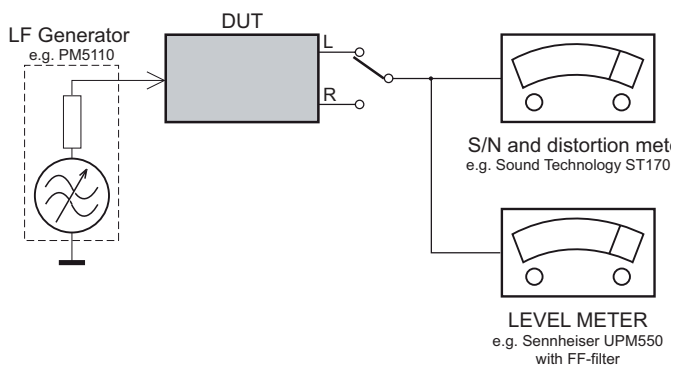 DUT
LF Generator
e.g. PM5110
L
R
S/N and distortion mete
e.g. Sound Technology ST170
LEVEL METER
e.g. Sennheiser UPM550
with FF-filter